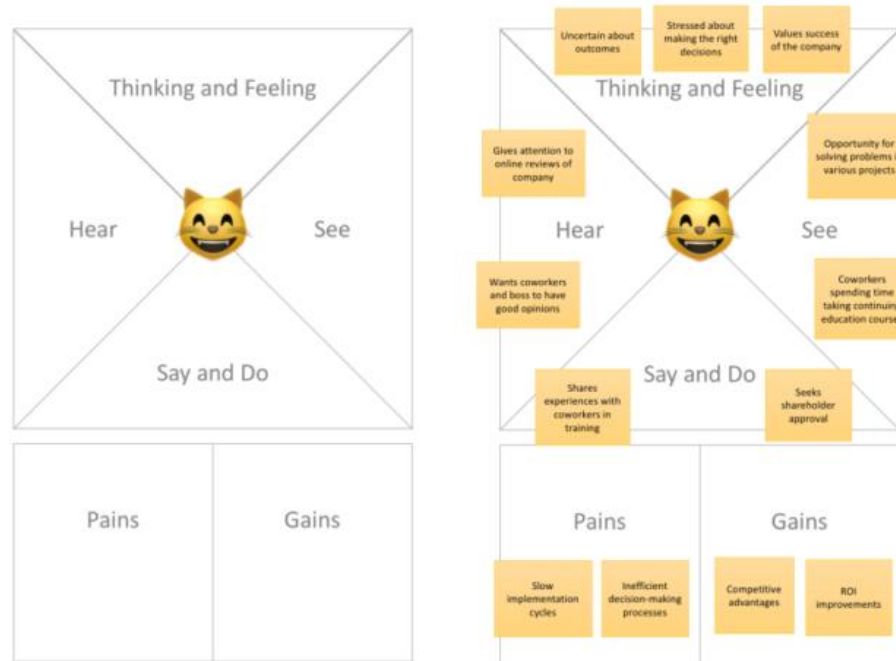 Thinking and Feeling
Hear
See
Say and Do
Pains
Gains
Uncertain about
outcomes
Stressed about
making the right
decisions
Values success
of the company
Thinking and Feeling
Gives attention to
online reviews of
company
Opportunity for
solving problems
various projects
Hear
See
Wants coworkers
and boss to have
good opinions
Coworkers
spending time
taking continuing
education course
Say and Do
Shares
experiences with
coworkers in
training
Seeks
shareholder
approval
Pains
Gains
Slow
implementation
cycles
Inefficient
decision-making
processes
Competitive
advantages
ROI
improvements